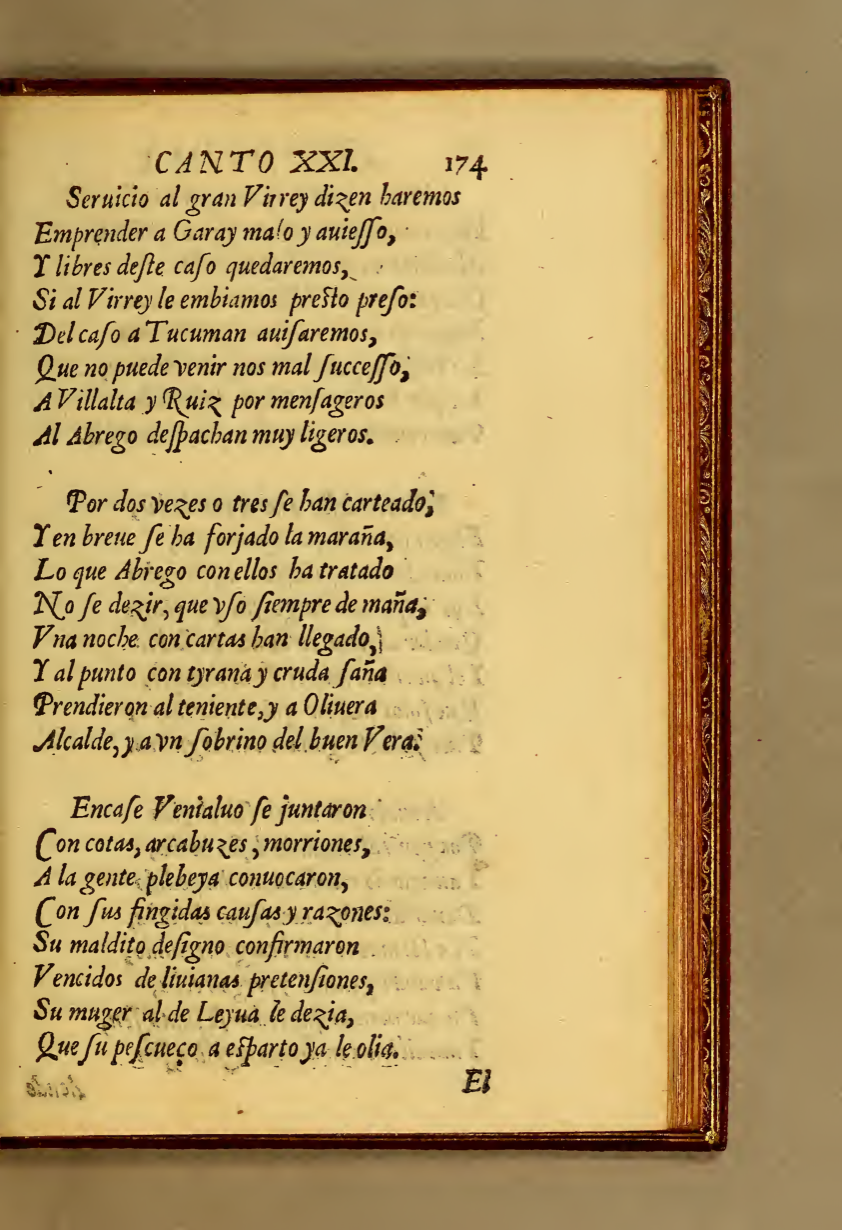 CANTO XXI. 174
Seruicio al gran Virrey dizen haremos
Emprender a Garay malo y auieſſo,
Y libres deſte caſo quedaremos,
Si al Virrey le embiamos preſto preſo:
Del caſo a Tucuman auiſaremos,
Que no puede venir nos mal ſucceſſo,
A Villalta y Ruiz por menſageros
Al Abrego deſpachan muy ligeros.
Por dos vezes o tres ſe han carteado,
Y en breue ſe ha forjado la maraña,
Lo que Abrego con ellos ha tratado
No ſe dezir, que vſo ſiempre de maña,
Vna noche con cartas han llegado,
Y al punto con tyrana y cruda ſaña
Prendieron al teniente, y a Oliuera
Alcalde, y a vn ſobrino del buen Vera:
Encaſe Venialuo ſe juntaron
Con cotas, arcabuzes, morriones,
A la gente plebeya conuocaron,
Con ſus fingidas cauſas y razones:
Su maldito deſigno confirmaron
Vencidos de liuianas pretenſiones,
Su muger al de Leyua le dezia,
Que ſu peſcueço a eſparto ya le olia.
El